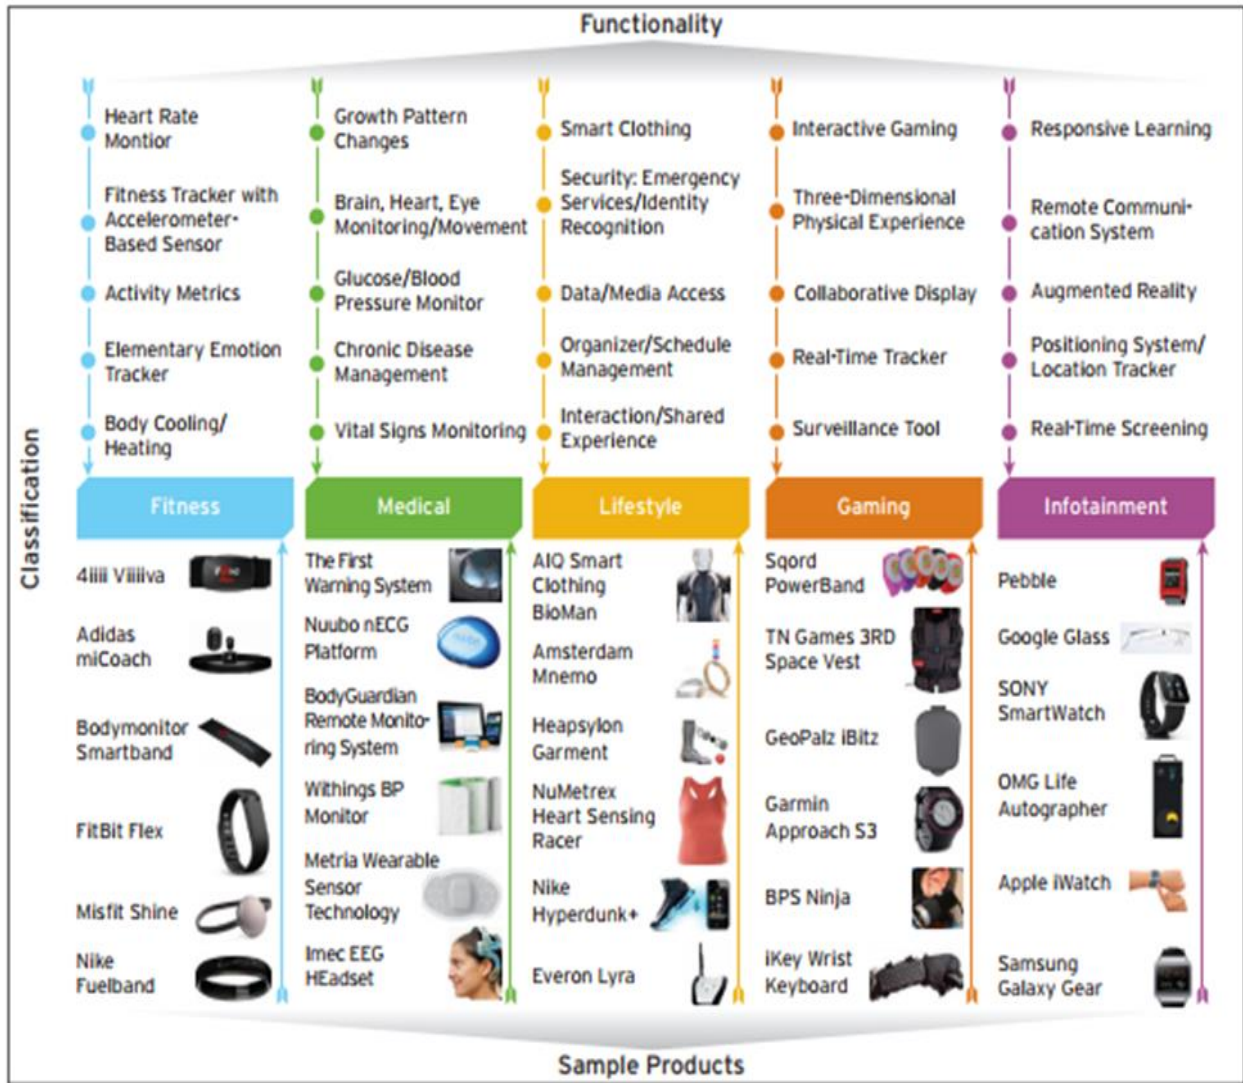 Functionality
Heart Rate
Montior
Fitness Tracker with
Accelerometer-
Based Sensor
Activity Metrics
Elementary Emotion
Tracker
Body Cooling/
Heating
Growth Pattern
Changes
Brain, Heart, Eye
Monitoring/Movement
Glucose/Blood
Pressure Monitor
Chronic Disease
Management
Vital Signs Monitoring
Smart Clothing
Security: Emergency
Services/Identity
Recognition
Data/Media Access
Organizer/Schedule
Management
Interaction/Shared
Experience
Interactive Gaming
Three-Dimensional
Physical Experience
Collaborative Display
Real-Time Tracker
Surveillance Tool
Responsive Learning
Remote Communi-
cation System
Augmented Reality
Positioning System/
Location Tracker
Real-Time Screening
Classification
Fitness
Medical
Lifestyle
Gaming
Infotainment
4iiii Viiiiva
Adidas
miCoach
Bodymonitor
Smartband
FitBit Flex
Misfit Shine
Nike
Fuelband
The First
Warning System
Nuubo nECG
Platform
BodyGuardian
Remote Monito-
ring System
Withings BP
Monitor
Metria Wearable
Sensor
Technology
Imec EEG
HEadset
AIQ Smart
Clothing
BioMan
Amsterdam
Mnemo
Heapsylon
Garment
NuMetrex
Heart Sensing
Racer
Nike
Hyperdunk+
Everon Lyra
Sqord
PowerBand
TN Games 3RD
Space Vest
GeoPalz iBitz
Garmin
Approach S3
BPS Ninja
iKey Wrist
Keyboard
Pebble
Google Glass
SONY
SmartWatch
OMG Life
Autographer
Apple iWatch
Samsung
Galaxy Gear
Sample Products